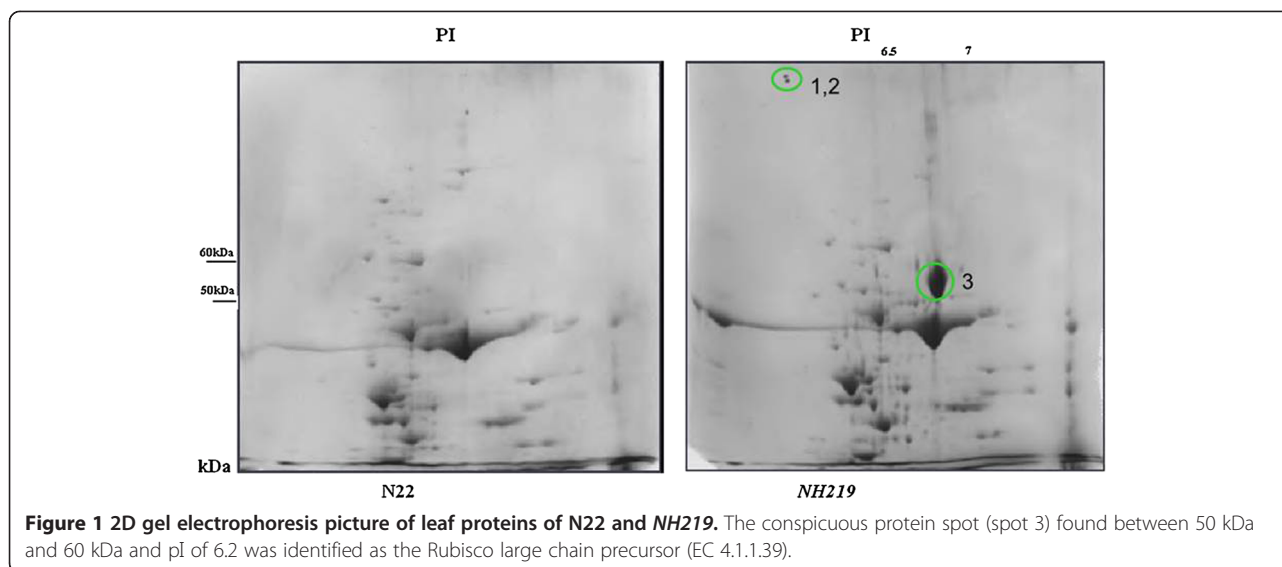 PI
PI
6.5
7
1,2
60kDa
50kDa
3
kDa
N22
NH219
Figure 1 2D gel electrophoresis picture of leaf proteins of N22 and NH219. The conspicuous protein spot (spot 3) found between 50 kDa
and 60 kDa and pI of 6.2 was identified as the Rubisco large chain precursor (EC 4.1.1.39).